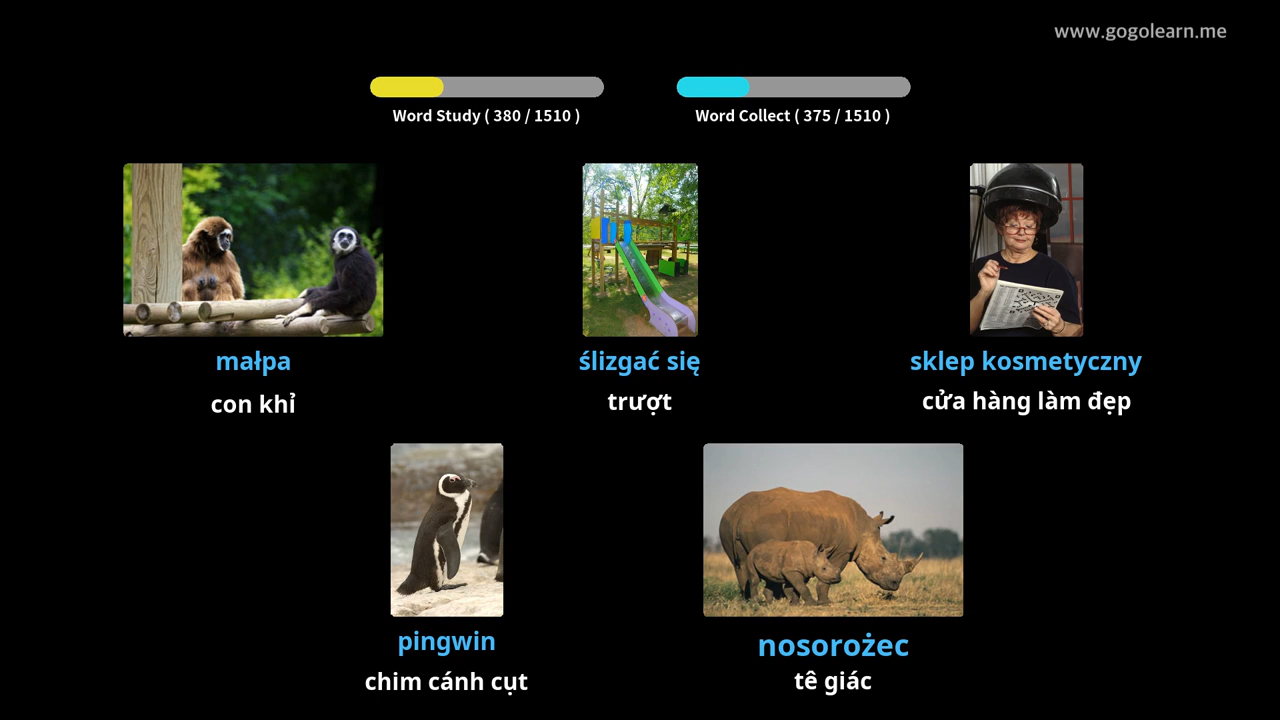 www.gogolearn.me
Word Study ( 380 / 1510 )
Word Collect ( 375 / 1510 )
małpa
con khỉ
ślizgać się
trượt
sklep kosmetyczny
cửa hàng làm đẹp
pingwin
chim cánh cụt
nosorożec
tê giác